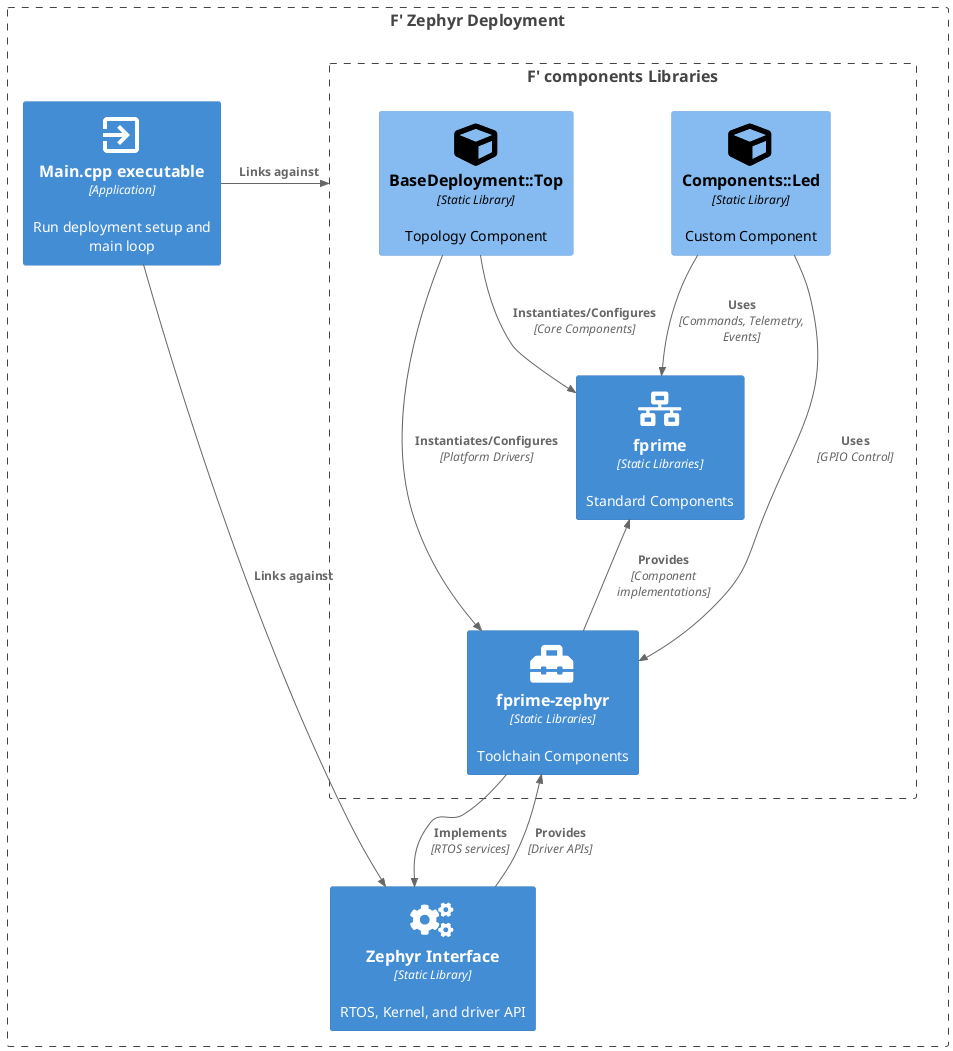 F' Zephyr Deployment
F' components Libraries
Main.cpp executable
[Application]
Run deployment setup and
main loop
Links against
BaseDeployment::Top
[Static Library]
Topology Component
Components::Led
[Static Library]
Custom Component
Instantiates/Configures
[Core Components]
Uses
[Commands, Telemetry,
Events]
Instantiates/Configures
[Platform Drivers]
fprime
[Static Libraries]
Standard Components
Uses
[GPIO Control]
Links against
Provides
[Component
implementations]
fprime-zephyr
[Static Libraries]
Toolchain Components
Implements
[RTOS services]
Provides
[Driver APIs]
Zephyr Interface
[Static Library]
RTOS, Kernel, and driver API